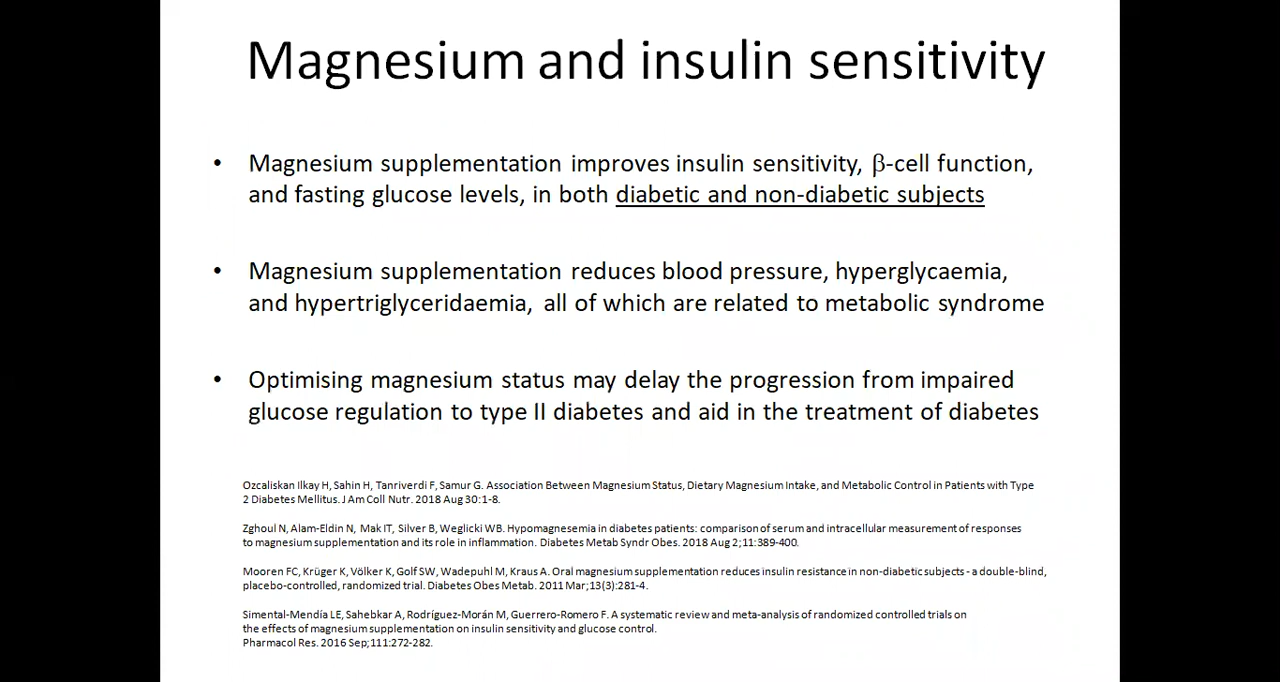 Magnesium and insulin sensitivity
• Magnesium supplementation improves insulin sensitivity, β-cell function,
and fasting glucose levels, in both diabetic and non-diabetic subjects
• Magnesium supplementation reduces blood pressure, hyperglycaemia,
and hypertriglyceridaemia, all of which are related to metabolic syndrome
• Optimising magnesium status may delay the progression from impaired
glucose regulation to type II diabetes and aid in the treatment of diabetes
Ozcaliskan Ilkay H, Sahin H, Tanriverdi F, Samur G. Association Between Magnesium Status, Dietary Magnesium Intake, and Metabolic Control in Patients with Type
2 Diabetes Mellitus. J Am Coll Nutr. 2018 Aug 30:1-8.
Zghoul N, Alam-Eldin N, Mak IT, Silver B, Weglicki WB. Hypomagnesemia in diabetes patients: comparison of serum and intracellular measurement of responses
to magnesium supplementation and its role in inflammation. Diabetes Metab Syndr Obes. 2018 Aug 2;11:389-400.
Mooren FC, Krüger K, Völker K, Golf SW, Wadepuhl M, Kraus A. Oral magnesium supplementation reduces insulin resistance in non-diabetic subjects - a double-blind,
placebo-controlled, randomized trial. Diabetes Obes Metab. 2011 Mar;13(3):281-4.
Simental-Mendía LE, Sahebkar A, Rodríguez-Morán M, Guerrero-Romero F. A systematic review and meta-analysis of randomized controlled trials on
the effects of magnesium supplementation on insulin sensitivity and glucose control.
Pharmacol Res. 2016 Sep;111:272-282.